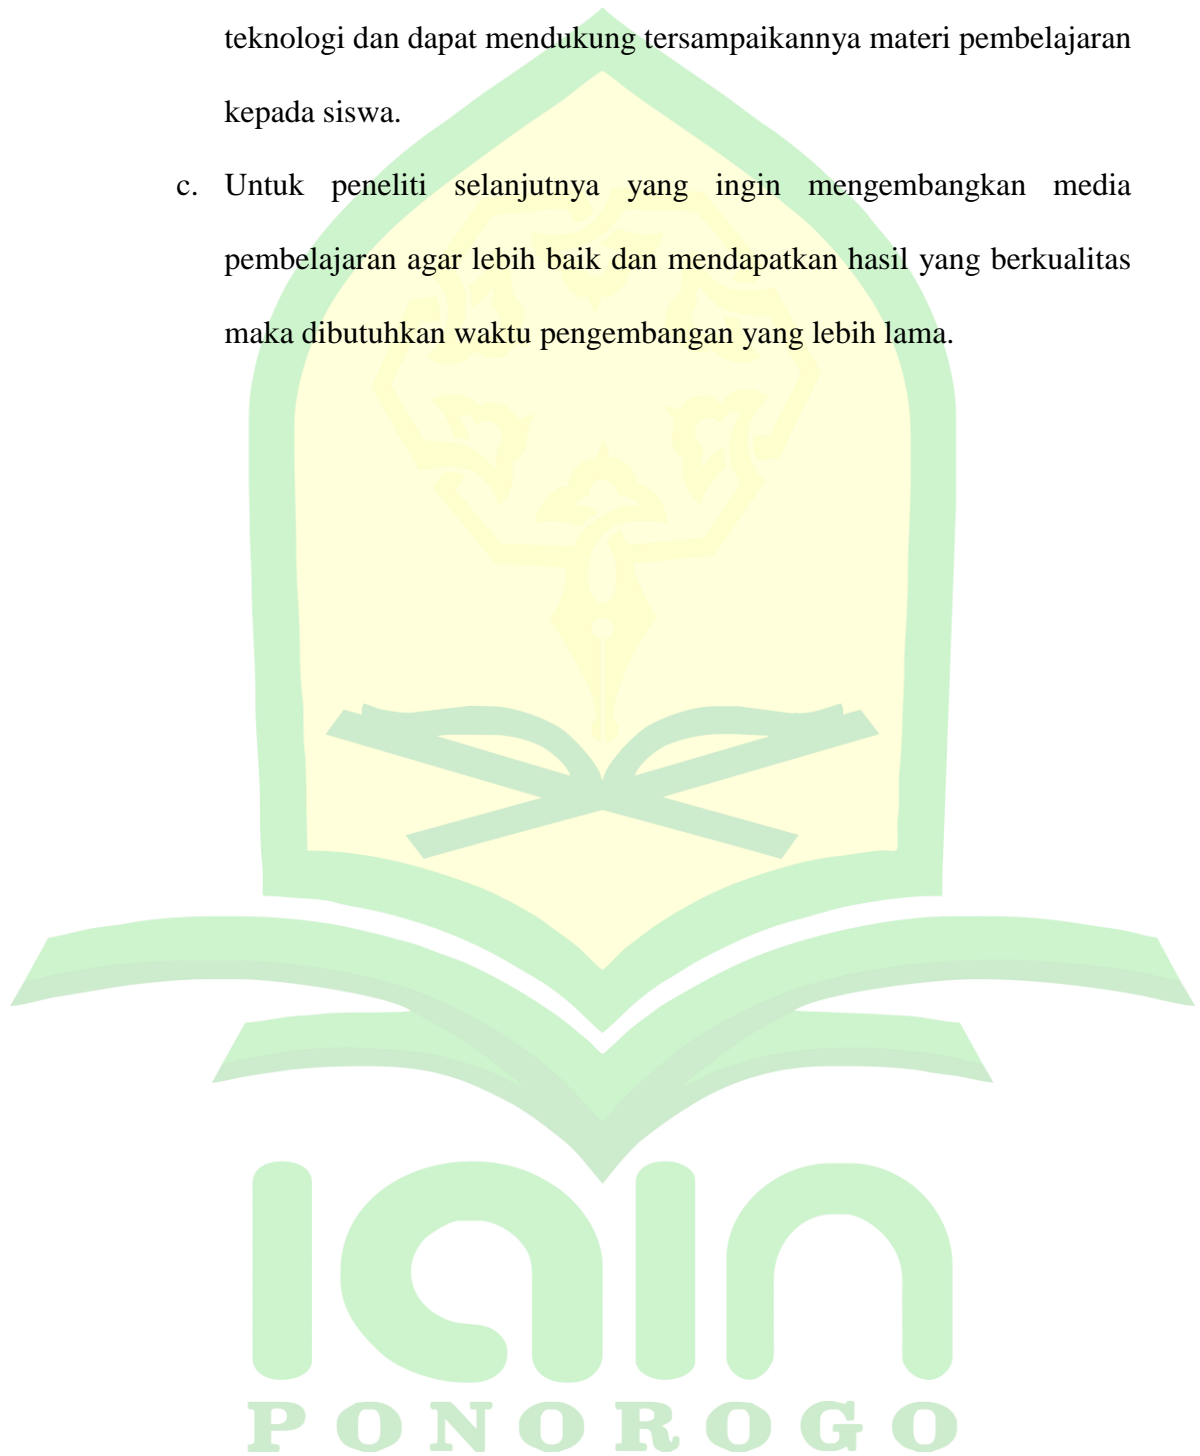 teknologi dan dapat mendukung tersampaikannya materi pembelajaran
kepada siswa.
c. Untuk peneliti selanjutnya yang ingin mengembangkan media
pembelajaran agar lebih baik dan mendapatkan hasil yang berkualitas
maka dibutuhkan waktu pengembangan yang lebih lama.
iain
PONOROGO